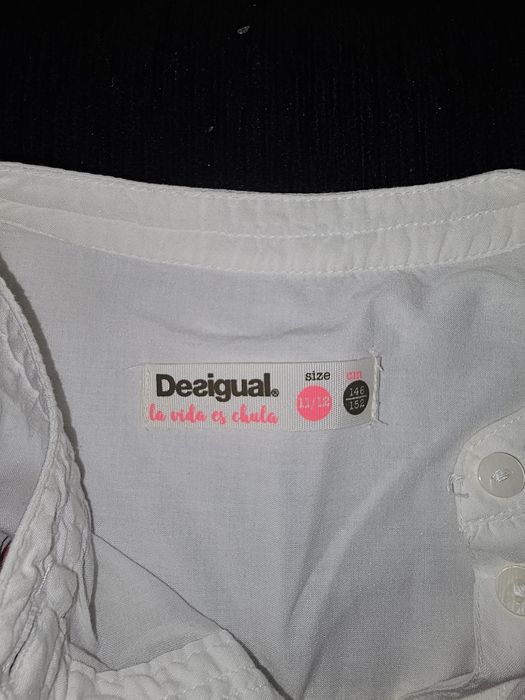 Desigual®
la vida es chula
size
11/12
cm
146
152